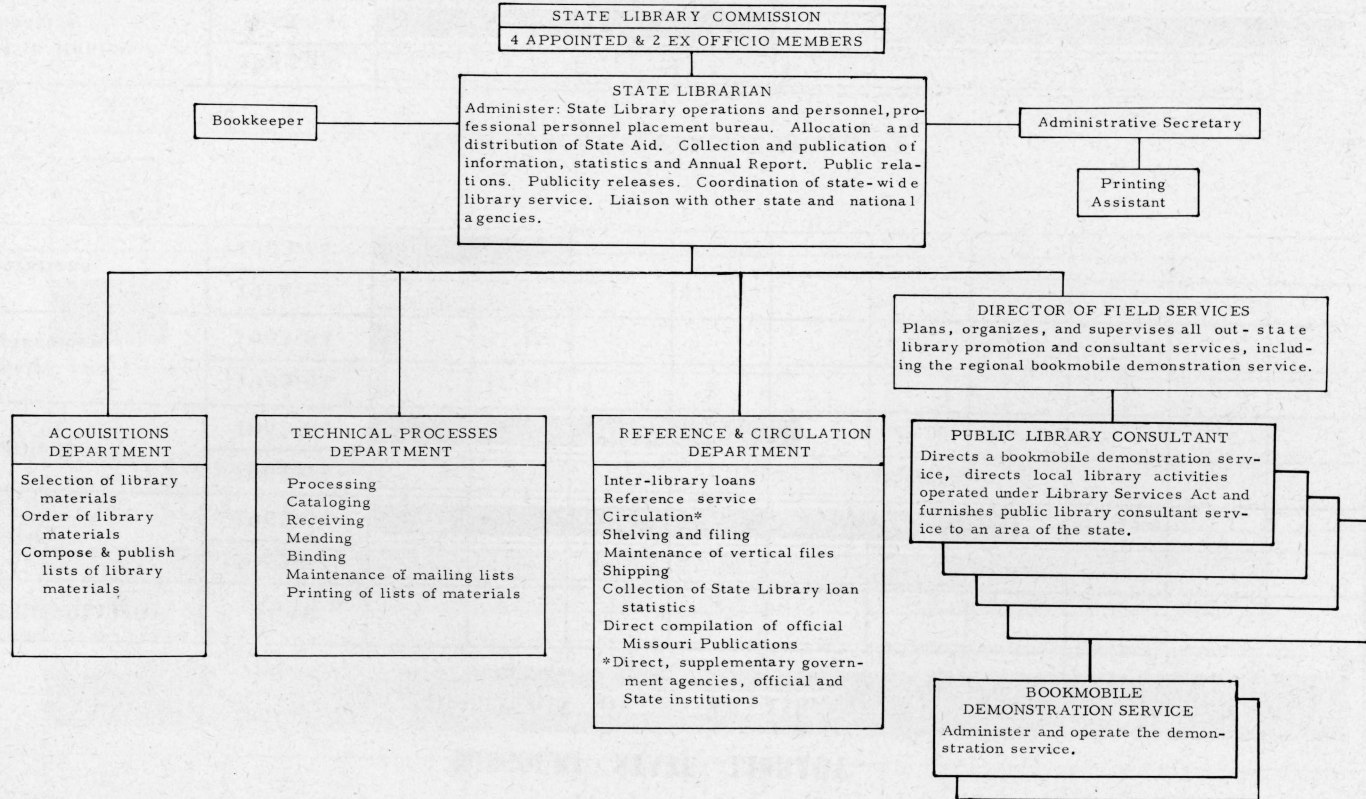 STATE LIBRARY COMMISSION
4 APPOINTED & 2 EX OFFICIO MEMBERS
STATE LIBRARIAN
Administer: State Library operations and personnel, pro-
fessional personnel placement bureau. Allocation and
distribution of State Aid. Collection and publication of
information, statistics and Annual Report. Public rela-
tions. Publicity releases. Coordination of state-wide
library service. Liaison with other state and national
agencies.
Bookkeeper
Administrative Secretary
Printing
Assistant
DIRECTOR OF FIELD SERVICES
Plans, organizes, and supervises all out-state
library promotion and consultant services, includ-
ing the regional bookmobile demonstration service.
ACOUISITIONS
DEPARTMENT
Selection of library
materials
Order of library
materials
Compose & publish
lists of library
materials
TECHNICAL PROCESSES
DEPARTMENT
Processing
Cataloging
Receiving
Mending
Binding
Maintenance of mailing lists
Printing of lists of materials
REFERENCE & CIRCULATION
DEPARTMENT
Inter-library loans
Reference service
Circulation*
Shelving and filing
Maintenance of vertical files
Shipping
Collection of State Library loan
statistics
Direct compilation of official
Missouri Publications
*Direct, supplementary govern-
ment agencies, official and
State institutions
PUBLIC LIBRARY CONSULTANT
Directs a bookmobile demonstration serv-
ice, directs local library activities
operated under Library Services Act and
furnishes public library consultant serv-
ice to an area of the state.
BOOKMOBILE
DEMONSTRATION SERVICE
Administer and operate the demon-
stration service.